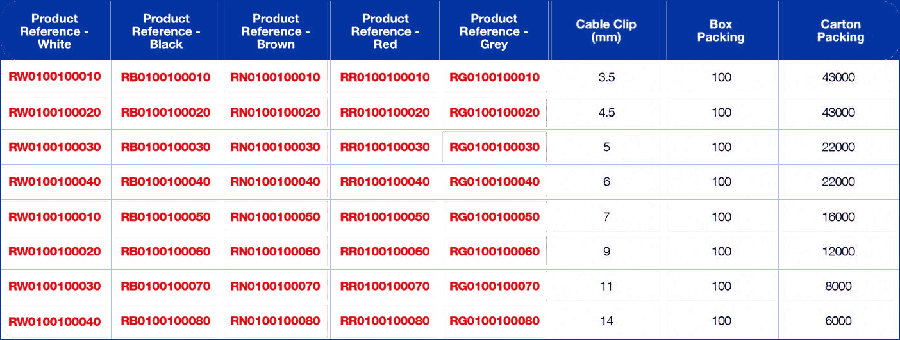 Product Reference - White Product Reference - Black Product Reference - Brown Product Reference - Red Product Reference - Grey Cable Clip (mm) Box Packing Carton Packing
RW0100100010 RB0100100010 RN0100100010 RR0100100010 RG0100100010 3.5 100 43000
RW0100100020 RB0100100020 RN0100100020 RR0100100020 RG0100100020 4.5 100 43000
RW0100100030 RB0100100030 RN0100100030 RR0100100030 RG0100100030 5 100 22000
RW0100100040 RB0100100040 RN0100100040 RR0100100040 RG0100100040 6 100 22000
RW0100100010 RB0100100050 RN0100100050 RR0100100050 RG0100100050 7 100 16000
RW0100100020 RB0100100060 RN0100100060 RR0100100060 RG0100100060 9 100 12000
RW0100100030 RB0100100070 RN0100100070 RR0100100070 RG0100100070 11 100 8000
RW0100100040 RB0100100080 RN0100100080 RR0100100080 RG0100100080 14 100 6000